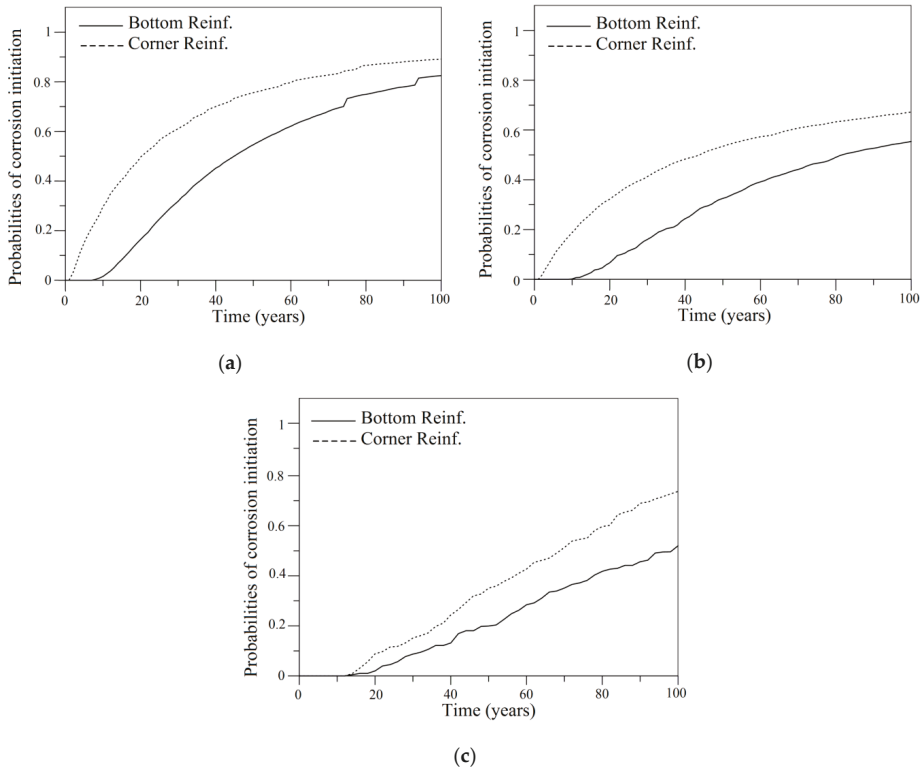 Bottom Reinf.
Corner Reinf.
Probabilities of corrosion initiation
1
0.8
0.6
0.4
0.2
0
0 20 40 60 80 100
Time (years)
(a)
Bottom Reinf.
Corner Reinf.
Probabilities of corrosion initiation
1
0.8
0.6
0.4
0.2
0
0 20 40 60 80 100
Time (years)
(b)
Bottom Reinf.
Corner Reinf.
Probabilities of corrosion initiation
1
0.8
0.6
0.4
0.2
0
0 20 40 60 80 100
Time (years)
(c)